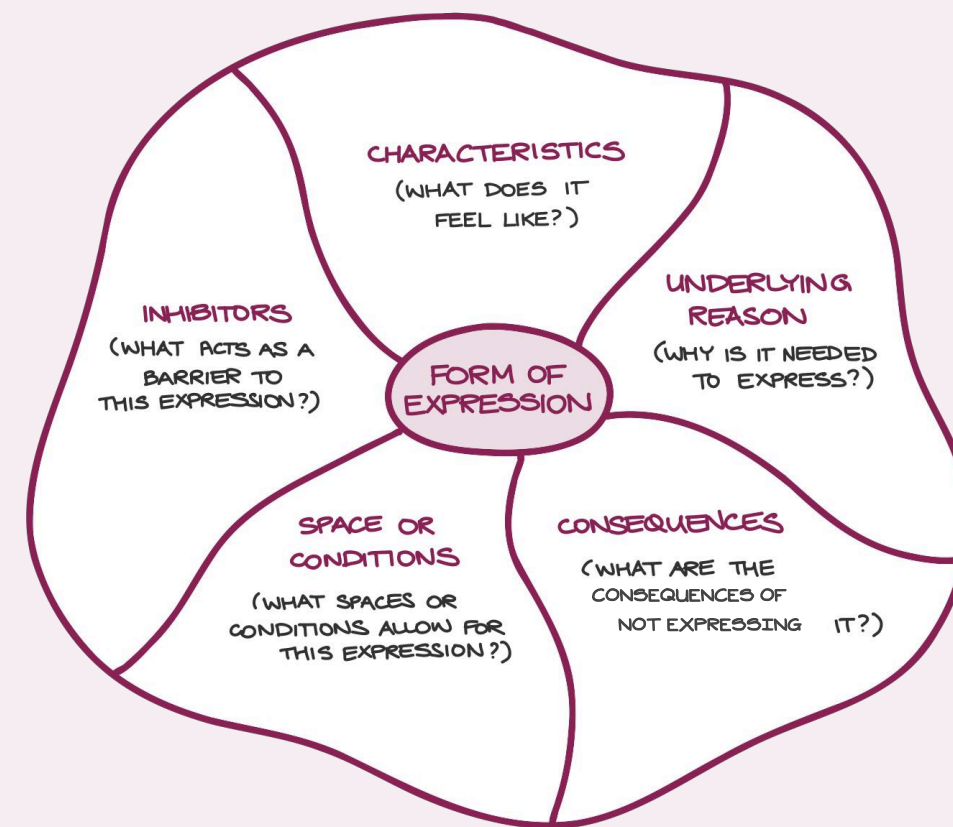 CHARACTERISTICS
(WHAT DOES IT
FEEL LIKE?)
UNDERLYING
REASON
(WHY IS IT NEEDED
TO EXPRESS?)
INHIBITORS
(WHAT ACTS AS A
BARRIER TO
THIS EXPRESSION?)
FORM OF
EXPRESSION
SPACE OR
CONDITIONS
(WHAT SPACES OR
CONDITIONS ALLOW FOR
THIS EXPRESSION?)
CONSEQUENCES
(WHAT ARE THE
CONSEQUENCES OF
NOT EXPRESSING IT?)